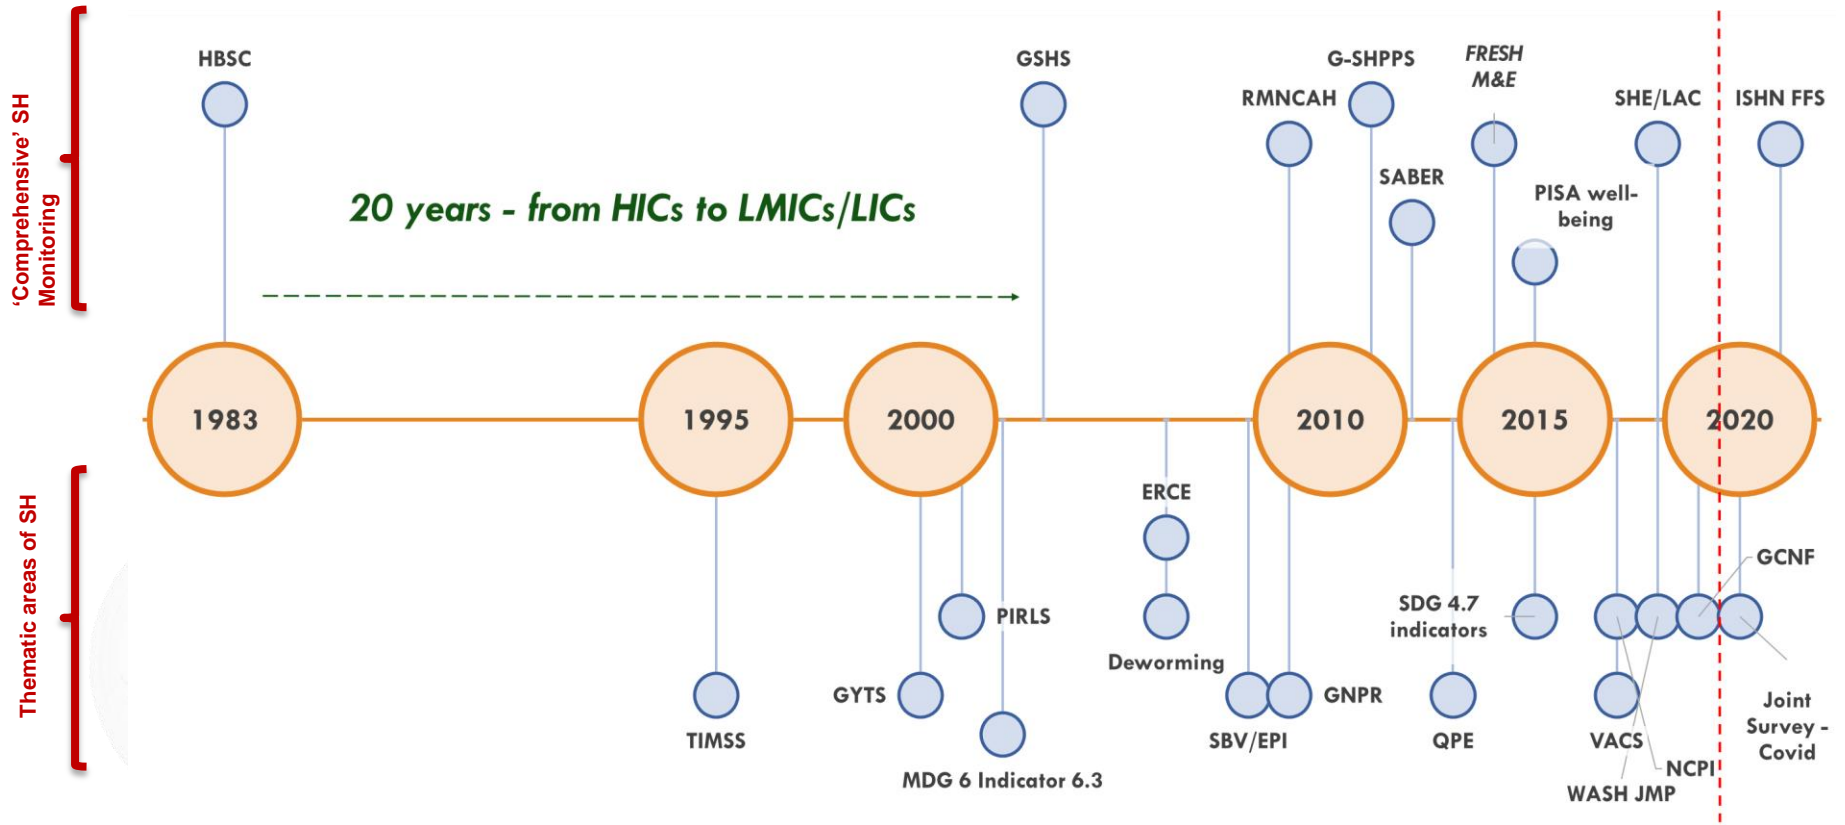 ‘Comprehensive’ SH
Monitoring
HBSC
GSHS
G-SHPPS
FRESH
M&E
RMNCAH
SHE/LAC
ISHN FFS
SABER
PISA well-
being
20 years - from HICs to LMICs/LICs
1983
1995
2000
2010
2015
2020
Thematic areas of SH
ERCE
GCNF
PIRLS
SDG 4.7
indicators
Deworming
GYTS
GNPR
TIMSS
SBV/EPI
QPE
VACS
Joint
Survey -
Covid
MDG 6 Indicator 6.3
NCPI
WASH JMP